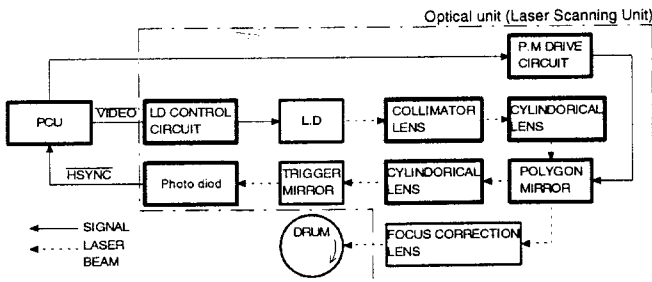 Optical unit (Laser Scanning Unit)
P.M DRIVE
CIRCUIT
PCU
VIDEO
LD CONTROL
CIRCUIT
L.D
COLLIMATOR
LENS
CYLINDORICAL
LENS
HSYNC
Photo diod
TRIGGER
MIRROR
CYLINDORICAL
LENS
POLYGON
MIRROR
SIGNAL
LASER
BEAM
DRUM
FOCUS CORRECTION
LENS